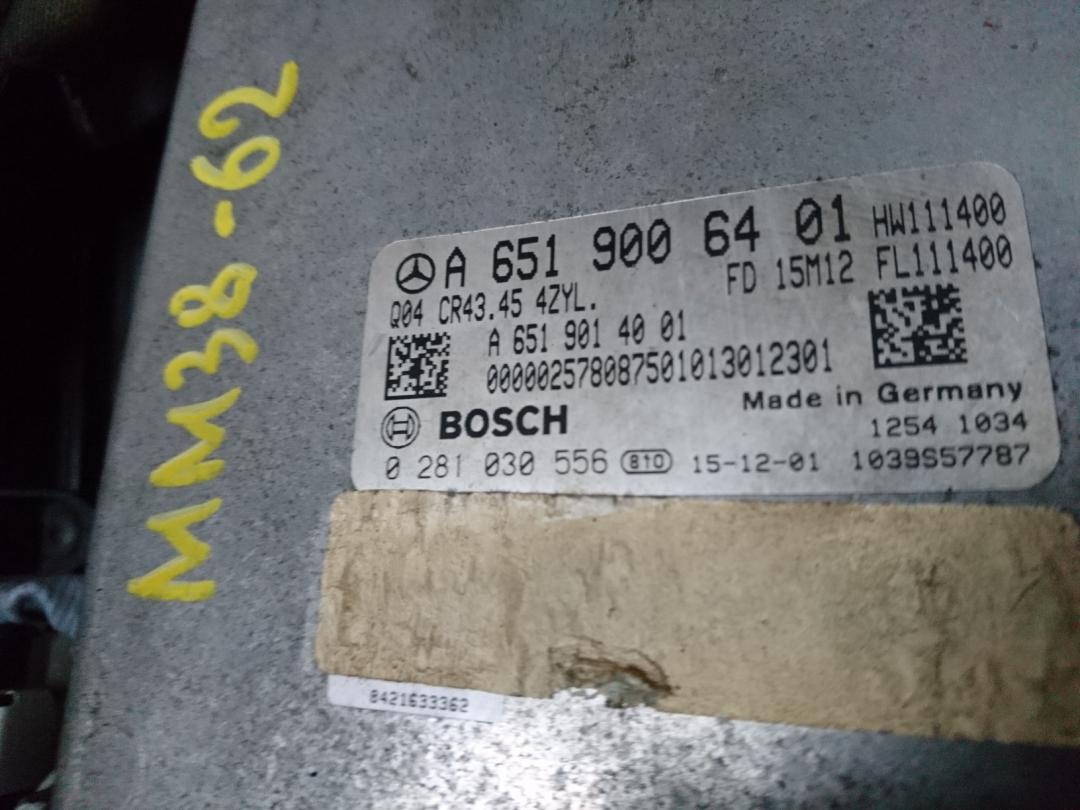 MM38-62
A 651 900 64 01 HW111400
FD 15M12 FL111400
Q04 CR43.45 4ZYL.
A 651 901 40 01
000002578087501013012301
Made in Germany
BOSCH
1254 1034
0 281 030 556 810 15-12-01 1039S57787
8421633362